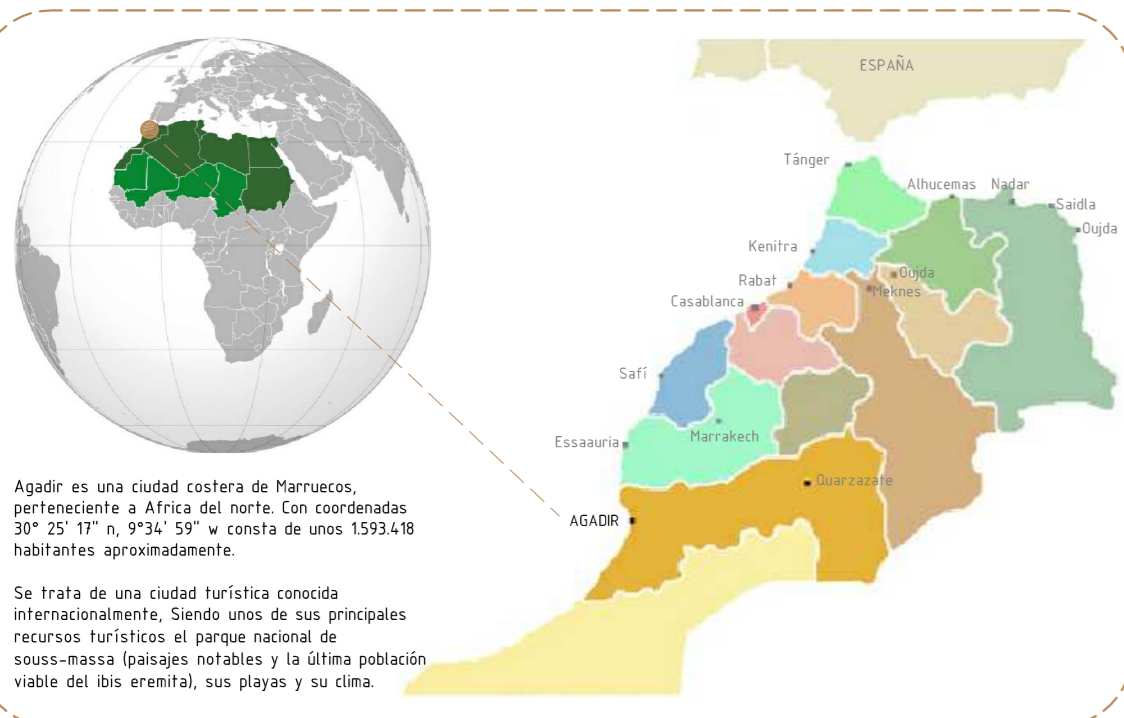 ESPAÑA
Tánger
Alhucemas
Nadar
Saidla
Oujda
Kenitra
Oujda
Rabat
Meknes
Casablanca
Safí
Essaauria
Marrakech
Quarzazate
AGADIR
Agadir es una ciudad costera de Marruecos,
perteneciente a Africa del norte. Con coordenadas
30° 25' 17" n, 9°34' 59" w consta de unos 1.593.418
habitantes aproximadamente.
Se trata de una ciudad turística conocida
internacionalmente, Siendo unos de sus principales
recursos turísticos el parque nacional de
souss-massa (paisajes notables y la última población
viable del ibis eremita), sus playas y su clima.